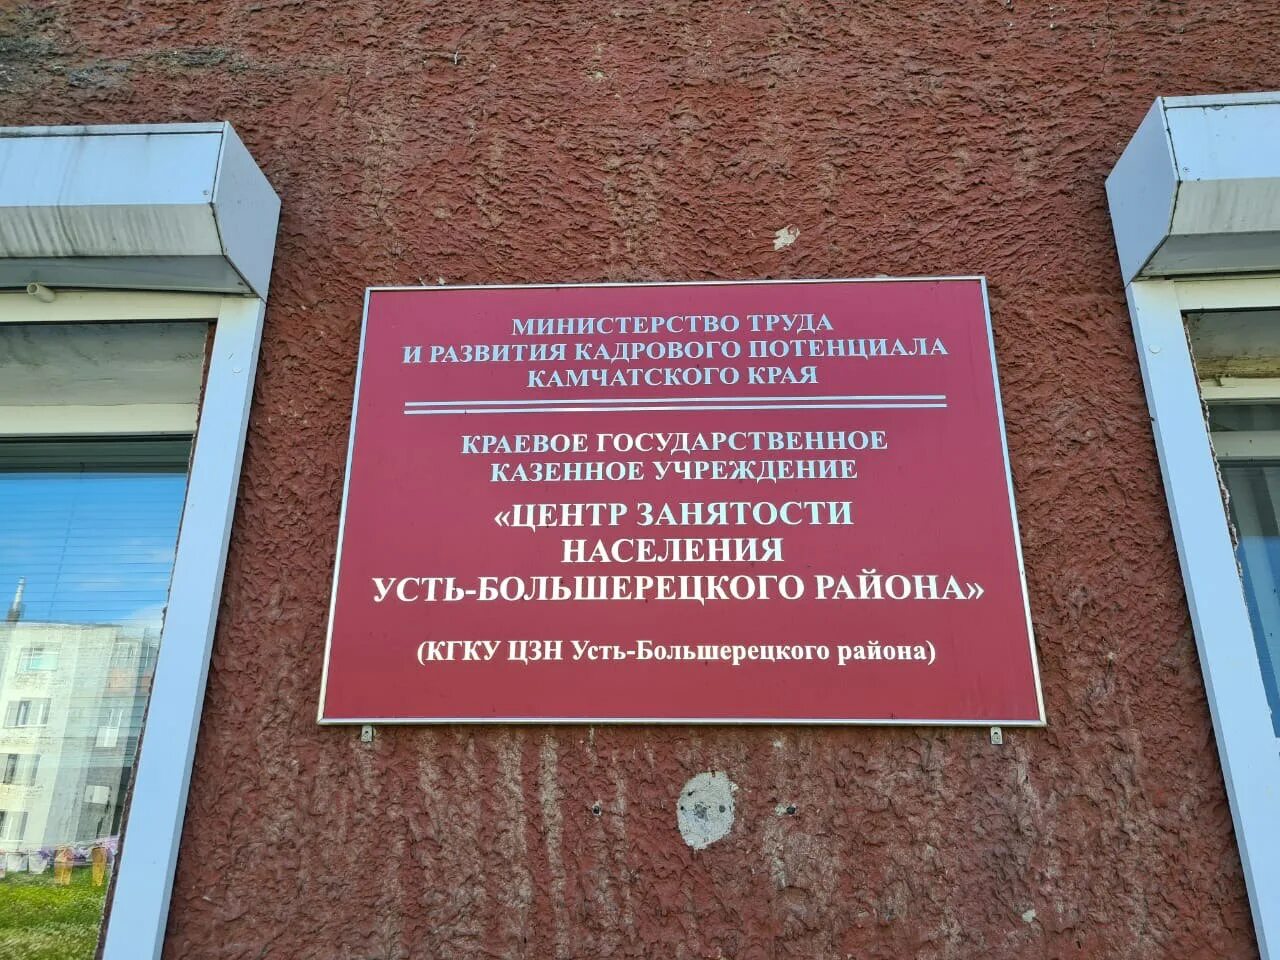 МИНИСТЕРСТВО ТРУДА
И РАЗВИТИЯ КАДРОВОГО ПОТЕНЦИАЛА
КАМЧАТСКОГО КРАЯ
КРАЕВОЕ ГОСУДАРСТВЕННОЕ
КАЗЕННОЕ УЧРЕЖДЕНИЕ
«ЦЕНТР ЗАНЯТОСТИ
НАСЕЛЕНИЯ
УСТЬ-БОЛЬШЕРЕЦКОГО РАЙОНА»
(КГКУ ЦЗН Усть-Большерецкого района)